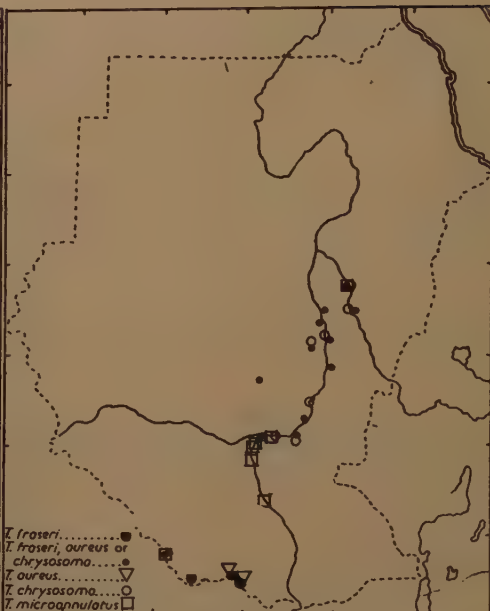 T. fraseri
T. fraseri, aureus or
chrysosoma
T. aureus
T. chrysosoma
T. microannulatus